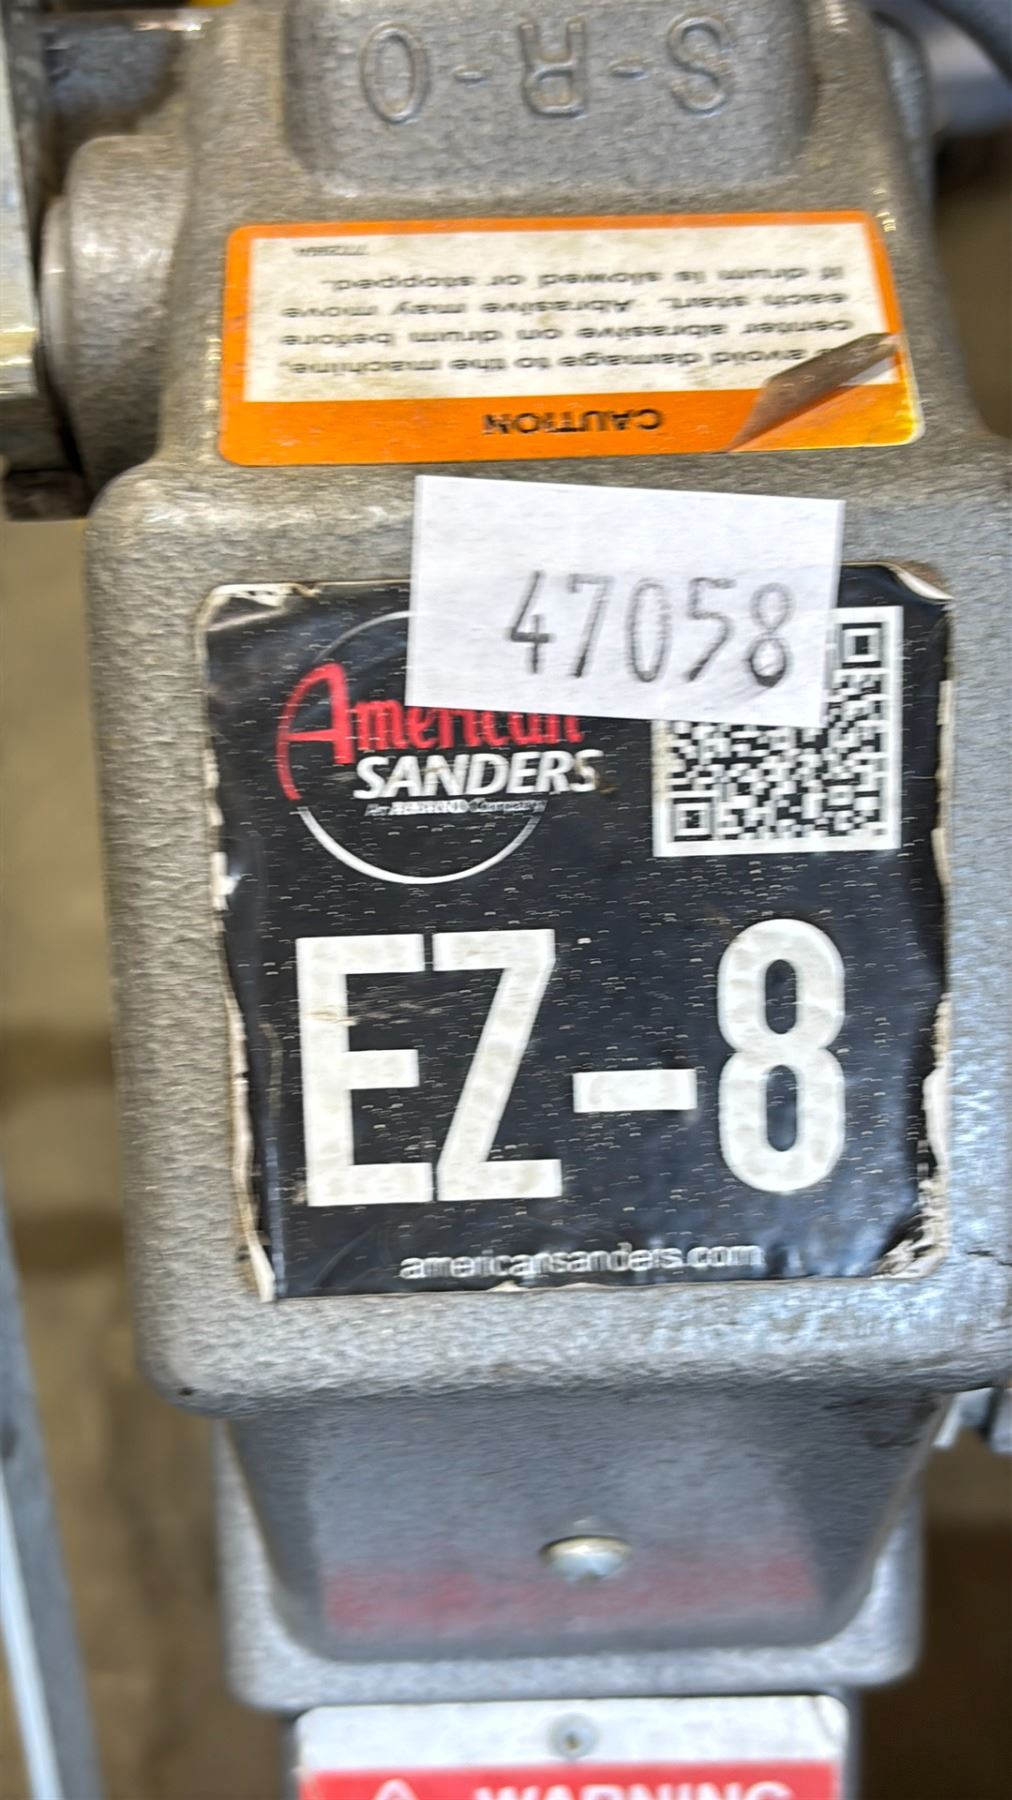 S-R-O
CAUTION
avoid damage to the machine,
center abrasive on drum before
each start. Abrasive may move
if drum is slowed or stopped.
47058
American
SANDERS
EZ-8
americansanders.com
WARNING